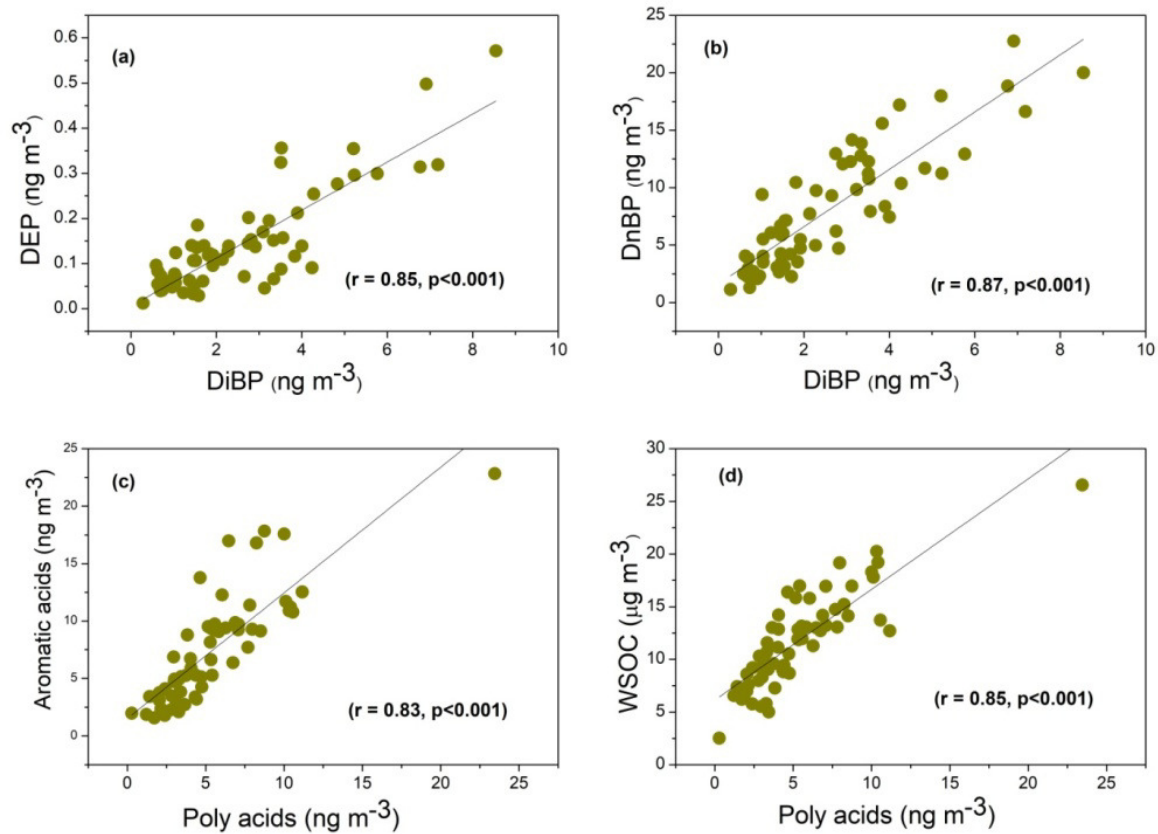 (a)
0.6
0.5
0.4
0.3
0.2
0.1
0.0
DEP (ng m⁻³)
(r = 0.85, p<0.001)
0 2 4 6 8 10
DiBP (ng m⁻³)
(b)
25
20
15
10
5
0
DnBP (ng m⁻³)
(r = 0.87, p<0.001)
0 2 4 6 8 10
DiBP (ng m⁻³)
(c)
25
20
15
10
5
0
Aromatic acids (ng m⁻³)
(r = 0.83, p<0.001)
0 5 10 15 20 25
Poly acids (ng m⁻³)
(d)
30
25
20
15
10
5
0
WSOC (μg m⁻³)
(r = 0.85, p<0.001)
0 5 10 15 20 25
Poly acids (ng m⁻³)